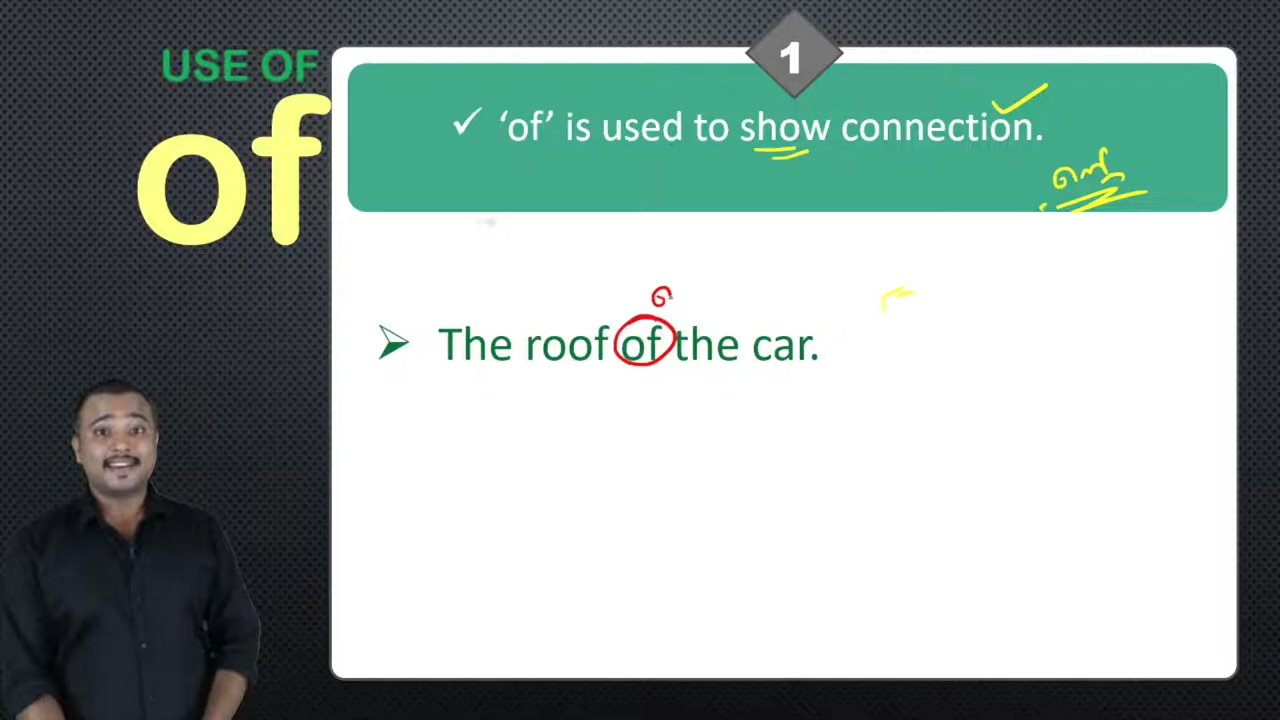 USE OF
of
1
✓ ‘of’ is used to show connection.
➢ The roof of the car.